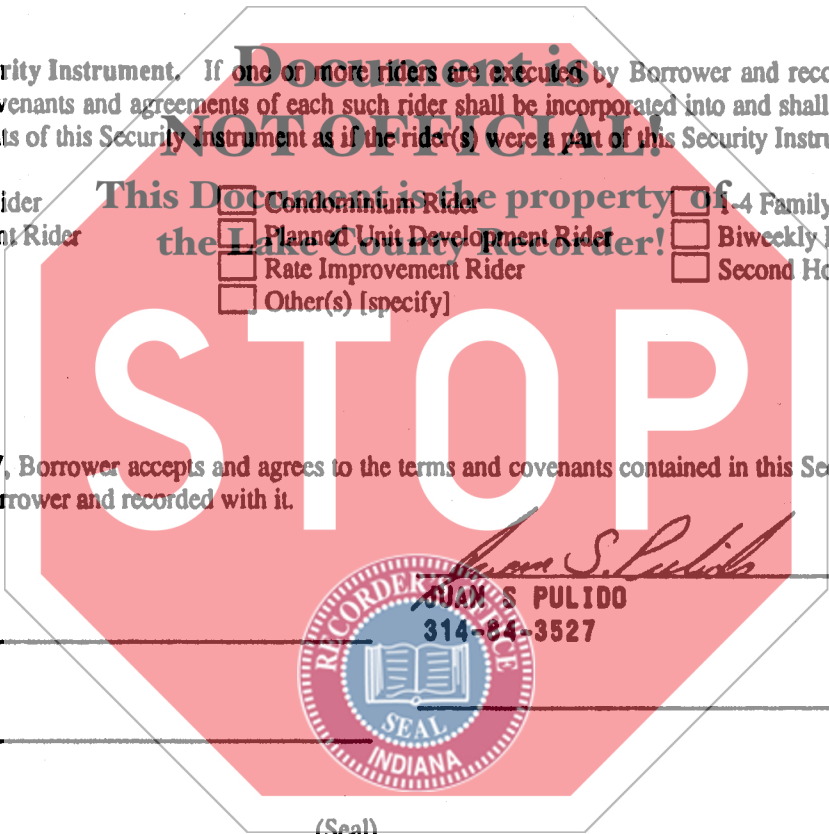 rity Instrument. If one or more riders are executed by Borrower and reco
venants and agreements of each such rider shall be incorporated into and shall
ts of this Security Instrument as if the rider(s) were a part of this Security Instru
Document is
NOT OFFICIAL!
This Document is the property of
the Lake County Recorder!
ider Condominium Rider 1-4 Family
nt Rider Planned Unit Development Rider Biweekly
Rate Improvement Rider Second Ho
Other(s) [specify]
STOP
, Borrower accepts and agrees to the terms and covenants contained in this Se
rrower and recorded with it.
Juan S. Pulido
JUAN S PULIDO
314-84-3527
RECORDER'S OFFICE
SEAL
INDIANA
(Seal)